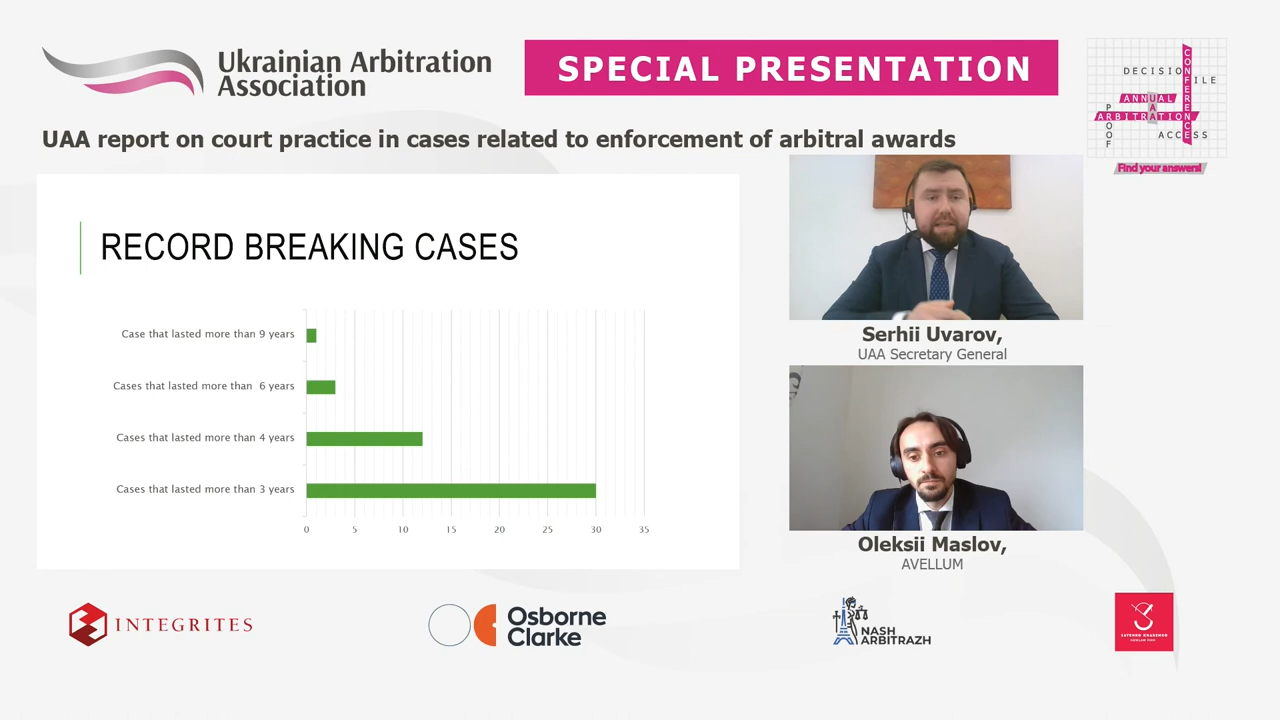 Ukrainian Arbitration
Association
SPECIAL PRESENTATION
DECISION
FILE
CONFERENCE
ANNUAL
UAA
ARBITRATION
PROOF
ACCESS
Find your answers!
UAA report on court practice in cases related to enforcement of arbitral awards
RECORD BREAKING CASES
Case that lasted more than 9 years
Cases that lasted more than 6 years
Cases that lasted more than 4 years
Cases that lasted more than 3 years
0 5 10 15 20 25 30 35
Serhii Uvarov,
UAA Secretary General
Oleksii Maslov,
AVELLUM
INTEGRITES
Osborne
Clarke
NASH
ARBITRAZH